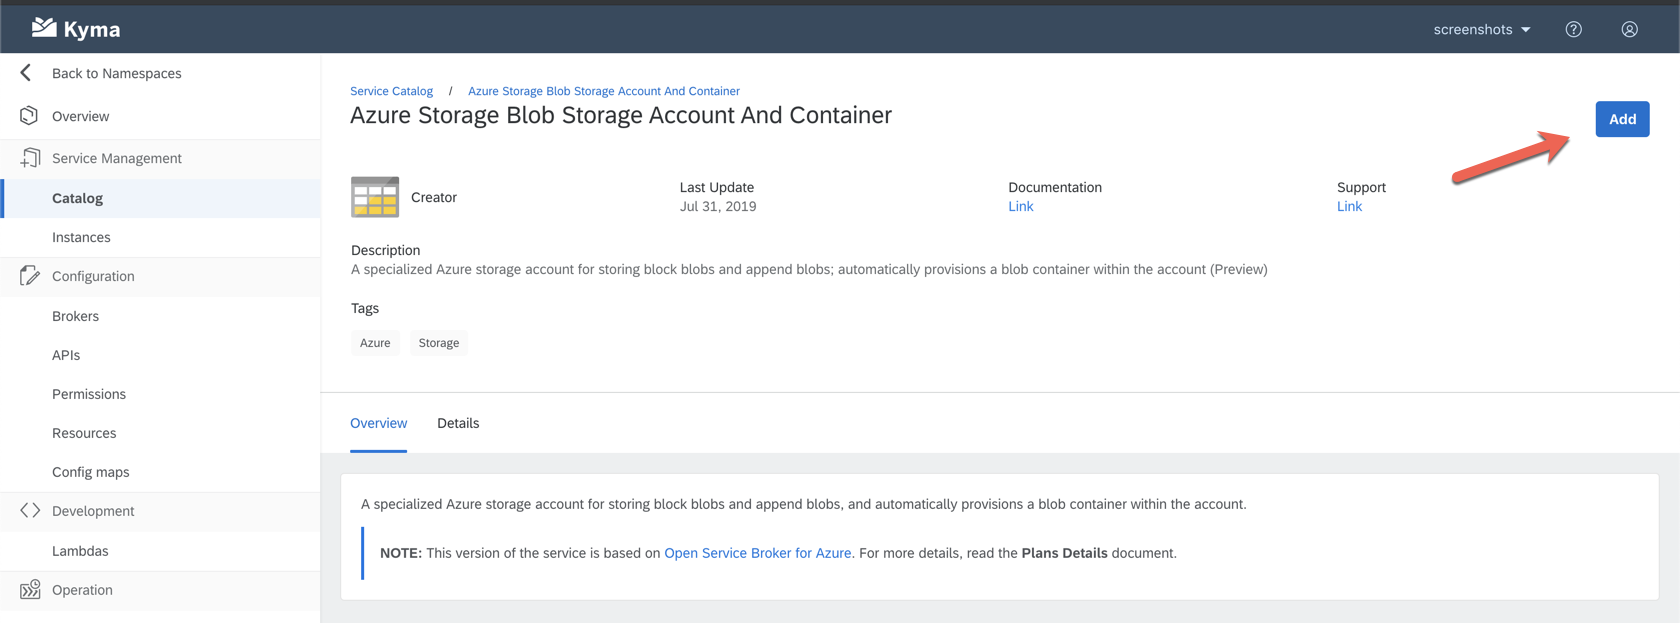 Kyma
screenshots
Back to Namespaces
Overview
Service Management
Catalog
Instances
Configuration
Brokers
APIs
Permissions
Resources
Config maps
Development
Lambdas
Operation
Service Catalog / Azure Storage Blob Storage Account And Container
Azure Storage Blob Storage Account And Container
Add
Creator
Last Update
Jul 31, 2019
Documentation
Link
Support
Link
Description
A specialized Azure storage account for storing block blobs and append blobs; automatically provisions a blob container within the account (Preview)
Tags
Azure Storage
Overview Details
A specialized Azure storage account for storing block blobs and append blobs, and automatically provisions a blob container within the account.
NOTE: This version of the service is based on Open Service Broker for Azure. For more details, read the Plans Details document.